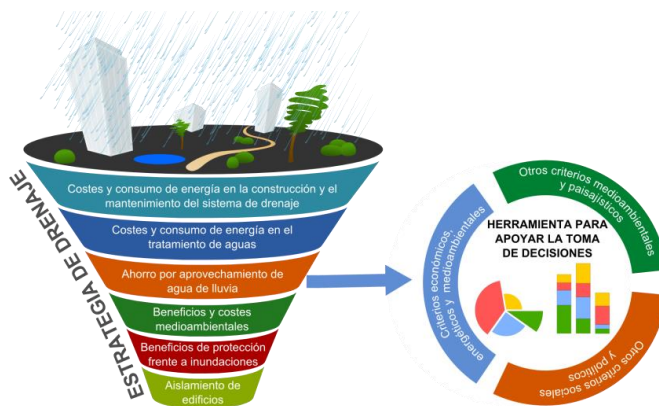 ESTRATEGIA DE DRENAJE
Costes y consumo de energía en la construcción y el
mantenimiento del sistema de drenaje
Costes y consumo de energía en el
tratamiento de aguas
Ahorro por aprovechamiento de
agua de lluvia
Beneficios y costes
medioambientales
Beneficios de protección
frente a inundaciones
Aislamiento de
edificios
Criterios económicos,
energéticos y medioambientales
Otros criterios medioambientales
y paisajísticos
HERRAMIENTA PARA
APOYAR LA TOMA
DE DECISIONES
Otros criterios sociales
y políticos